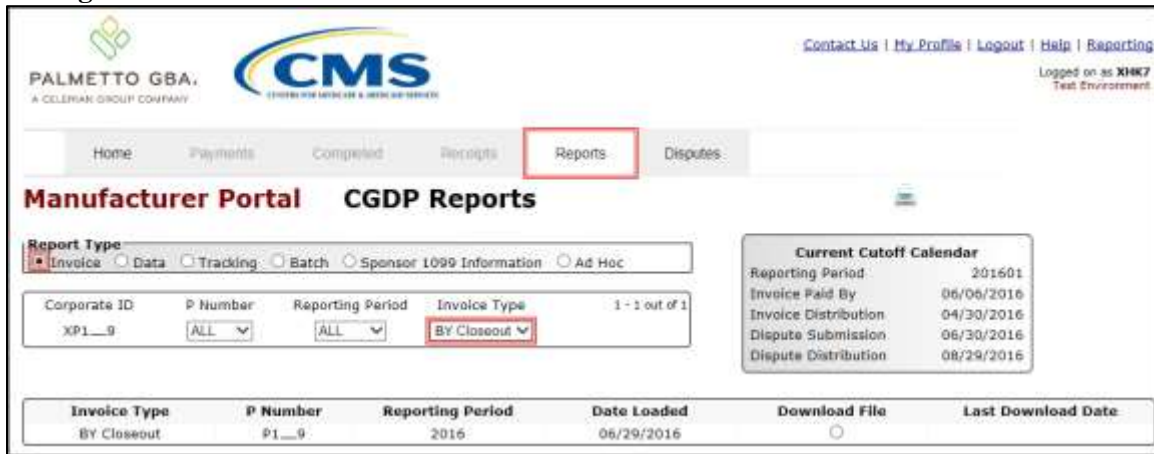 PALMETTO GBA.
A CELERIAN GROUP COMPANY
CMS
CENTERS FOR MEDICARE & MEDICAID SERVICES
Contact Us | My Profile | Logout | Help | Reporting
Logged on as XHK7
Test Environment
Home Payments Completed Receipts Reports Disputes
Manufacturer Portal CGDP Reports
Report Type
Invoice Data Tracking Batch Sponsor 1099 Information Ad Hoc
Corporate ID P Number Reporting Period Invoice Type 1 - 1 out of 1
XP1__9 ALL ALL BY Closeout
Current Cutoff Calendar
Reporting Period 201601
Invoice Paid By 06/06/2016
Invoice Distribution 04/30/2016
Dispute Submission 06/30/2016
Dispute Distribution 08/29/2016
Invoice Type P Number Reporting Period Date Loaded Download File Last Download Date
BY Closeout P1__9 2016 06/29/2016